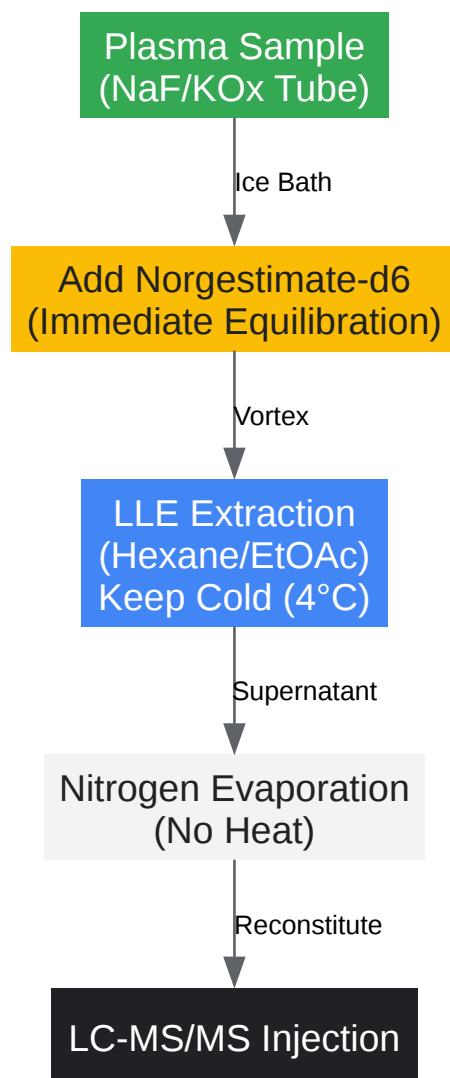 Plasma Sample
(NaF/KOx Tube)
Ice Bath
Add Norgestimate-d6
(Immediate Equilibration)
Vortex
LLE Extraction
(Hexane/EtOAc)
Keep Cold (4°C)
Supernatant
Nitrogen Evaporation
(No Heat)
Reconstitute
LC-MS/MS Injection